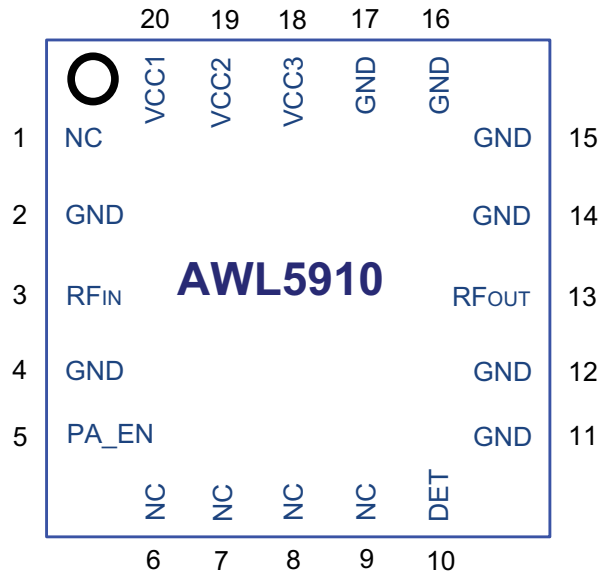 20 19 18 17 16
VCC1 VCC2 VCC3 GND GND
1 NC GND 15
2 GND GND 14
3 RFIN AWL5910 RFOUT 13
4 GND GND 12
5 PA_EN GND 11
NC NC NC NC DET
6 7 8 9 10